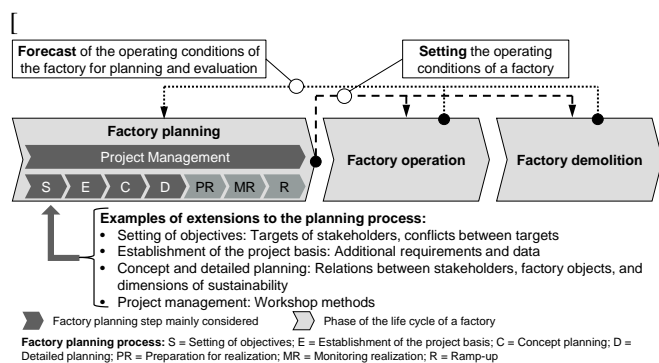 [
Forecast of the operating conditions of
the factory for planning and evaluation
Setting the operating
conditions of a factory
Factory planning
Project Management
S E C D PR MR R
Factory operation
Factory demolition
Examples of extensions to the planning process:
• Setting of objectives: Targets of stakeholders, conflicts between targets
• Establishment of the project basis: Additional requirements and data
• Concept and detailed planning: Relations between stakeholders, factory objects, and
dimensions of sustainability
• Project management: Workshop methods
Factory planning step mainly considered
Phase of the life cycle of a factory
Factory planning process: S = Setting of objectives; E = Establishment of the project basis; C = Concept planning; D =
Detailed planning; PR = Preparation for realization; MR = Monitoring realization; R = Ramp-up